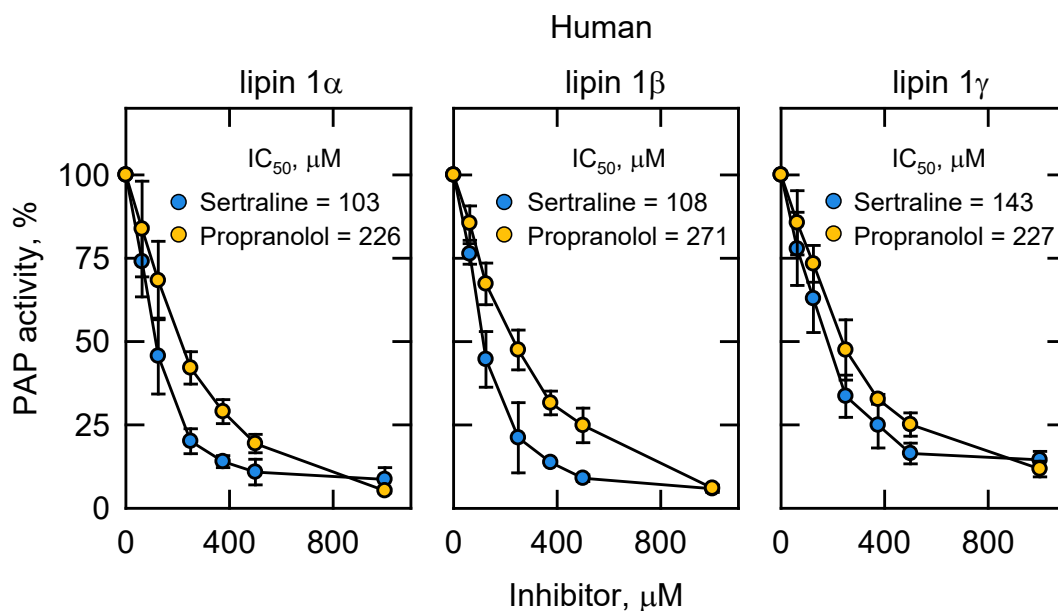 Human
lipin 1α
lipin 1β
lipin 1γ
PAP activity, %
100
75
50
25
0
IC50, μM
Sertraline = 103
Propranolol = 226
IC50, μM
Sertraline = 108
Propranolol = 271
IC50, μM
Sertraline = 143
Propranolol = 227
0 400 800
0 400 800
0 400 800
Inhibitor, μM